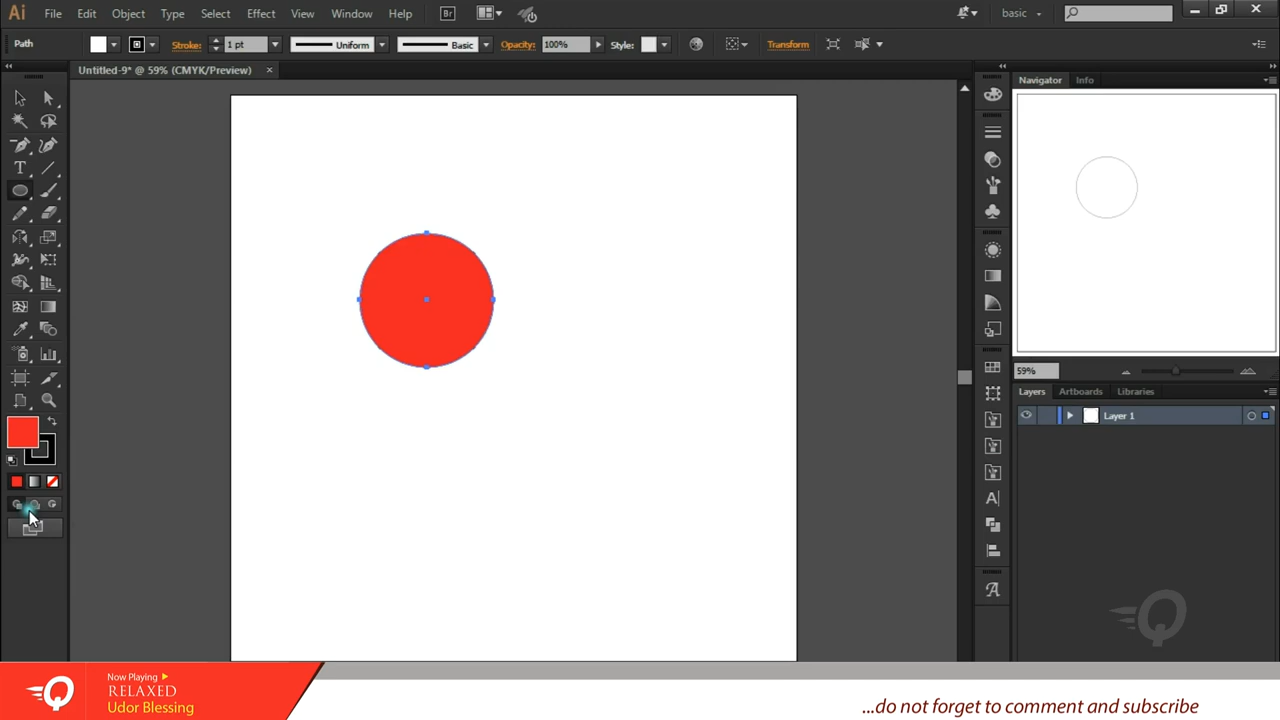 Ai File Edit Object Type Select Effect View Window Help Br basic
Path Stroke: 1 pt Uniform Basic Opacity: 100% Style: Transform
Untitled-9* @ 59% (CMYK/Preview) ×
Navigator Info
T
59%
Layers Artboards Libraries
Layer 1
A
A
Now Playing
RELAXED
Udor Blessing
...do not forget to comment and subscribe